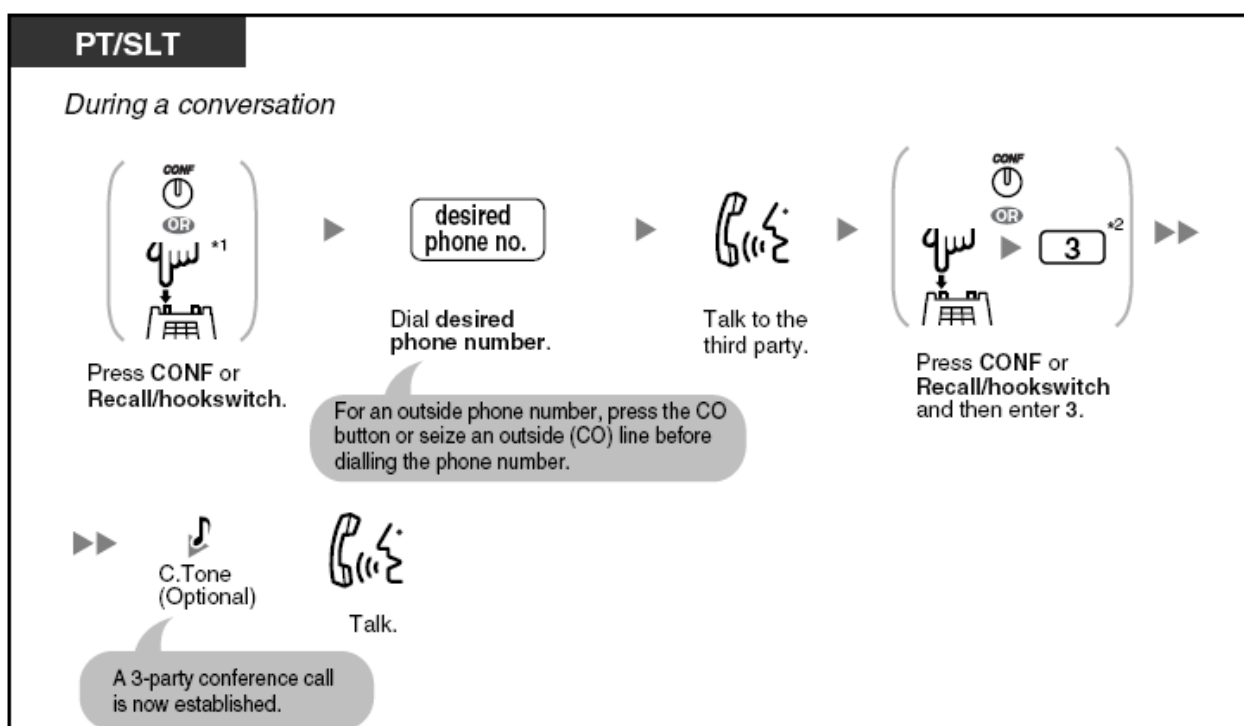 PT/SLT
During a conversation
CONF
OR
*1
Press CONF or
Recall/hookswitch.
desired
phone no.
Dial desired
phone number.
For an outside phone number, press the CO
button or seize an outside (CO) line before
dialling the phone number.
Talk to the
third party.
CONF
OR
3
*2
Press CONF or
Recall/hookswitch
and then enter 3.
C.Tone
(Optional)
A 3-party conference call
is now established.
Talk.